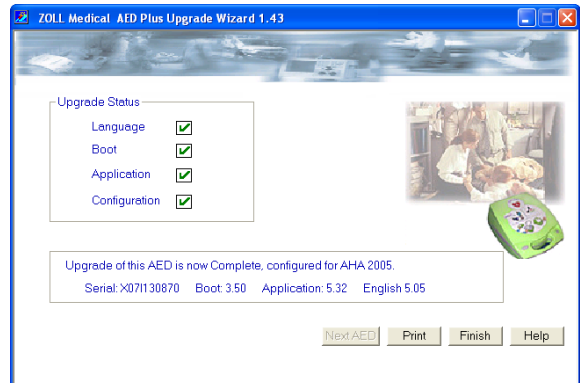 ZOLL Medical AED Plus Upgrade Wizard 1.43
Upgrade Status
Language
Boot
Application
Configuration
Upgrade of this AED is now Complete, configured for AHA 2005.
Serial: X07I130870 Boot: 3.50 Application: 5.32 English 5.05
Next AED Print Finish Help